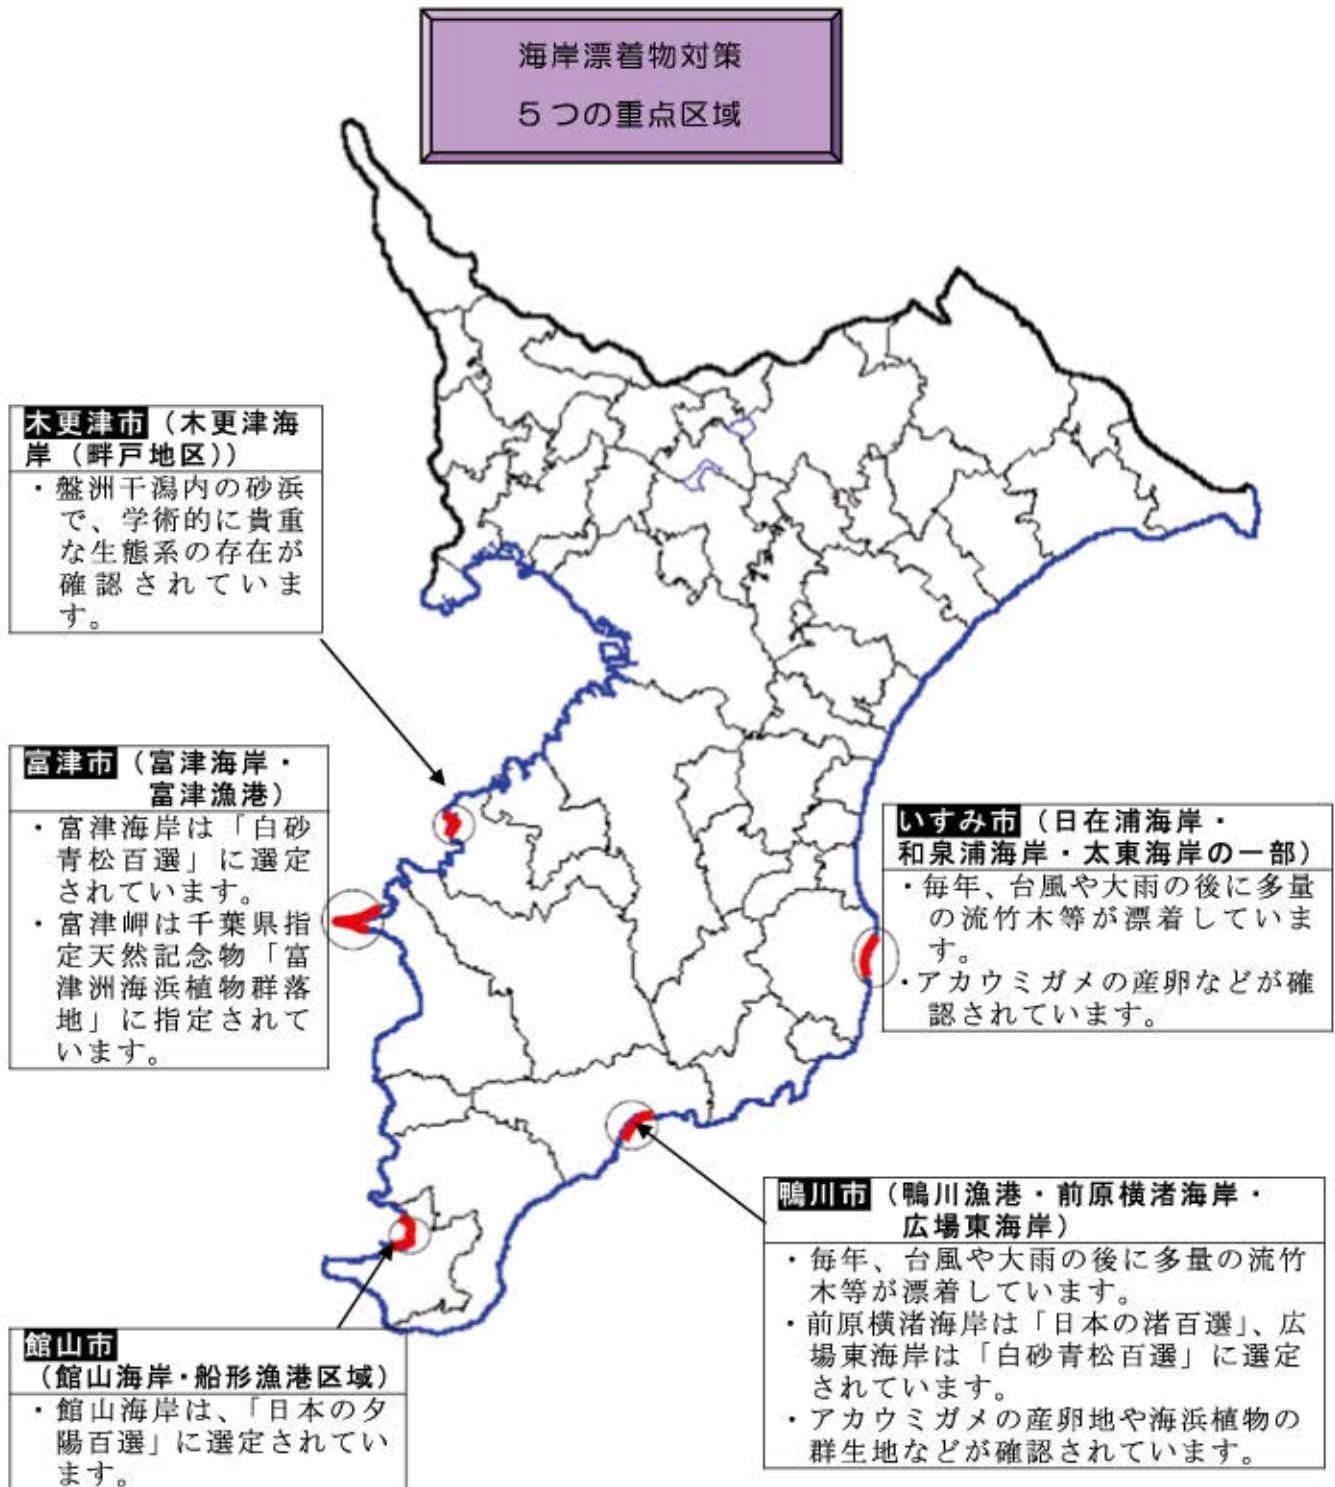 海岸漂着物対策
5つの重点区域
木更津市（木更津海
岸（畔戸地区））
・盤洲干潟内の砂浜
で、学術的に貴重
な生態系の存在が
確認されていま
す。
富津市（富津海岸・
富津漁港）
・富津海岸は「白砂
青松百選」に選定
されています。
・富津岬は千葉県指
定天然記念物「富
津洲海浜植物群落
地」に指定されて
います。
いすみ市（日在浦海岸・
和泉浦海岸・太東海岸の一部）
・毎年、台風や大雨の後に多量
の流竹木等が漂着していま
す。
・アカウミガメの産卵などが確
認されています。
鴨川市（鴨川漁港・前原横渚海岸・
広場東海岸）
・毎年、台風や大雨の後に多量の流竹
木等が漂着しています。
・前原横渚海岸は「日本の渚百選」、広
場東海岸は「白砂青松百選」に選定
されています。
・アカウミガメの産卵地や海浜植物の
群生地などが確認されています。
館山市
（館山海岸・船形漁港区域）
・館山海岸は、「日本の夕
陽百選」に選定されてい
ます。